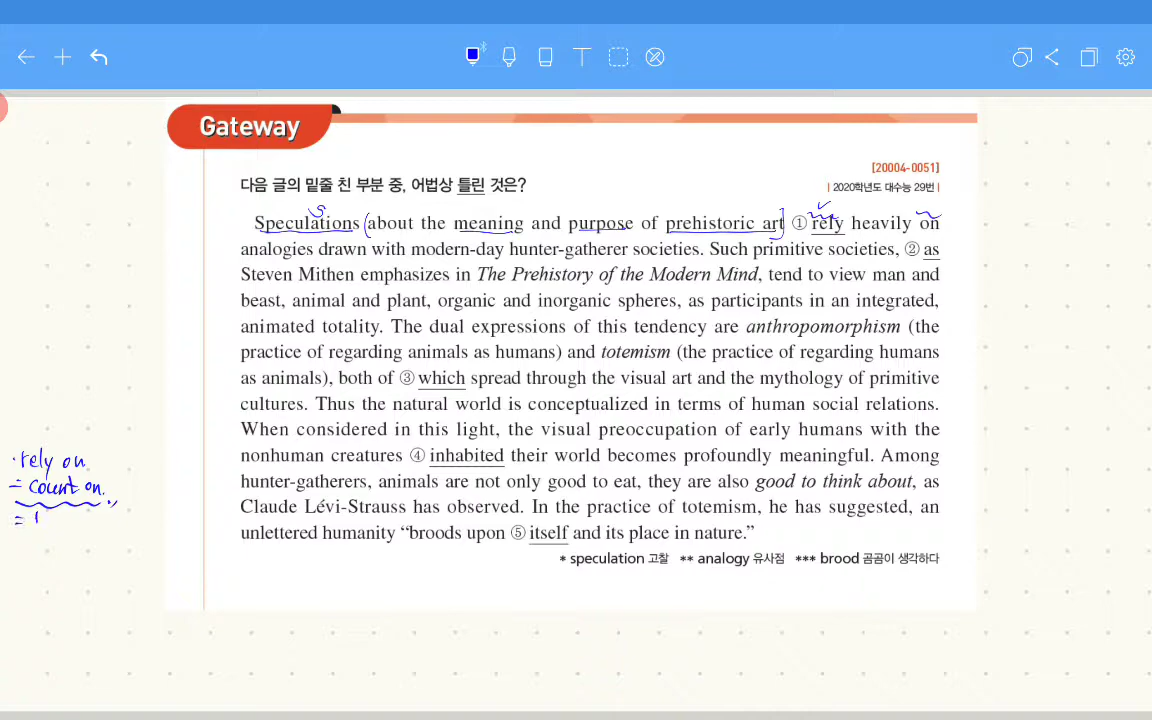 Gateway
[20004-0051]
다음 글의 밑줄 친 부분 중, 어법상 틀린 것은?
| 2020학년도 대수능 29번 |
S
Speculations (about the meaning and purpose of prehistoric art) ① rely heavily on
analogies drawn with modern-day hunter-gatherer societies. Such primitive societies, ② as
Steven Mithen emphasizes in The Prehistory of the Modern Mind, tend to view man and
beast, animal and plant, organic and inorganic spheres, as participants in an integrated,
animated totality. The dual expressions of this tendency are anthropomorphism (the
practice of regarding animals as humans) and totemism (the practice of regarding humans
as animals), both of ③ which spread through the visual art and the mythology of primitive
cultures. Thus the natural world is conceptualized in terms of human social relations.
When considered in this light, the visual preoccupation of early humans with the
nonhuman creatures ④ inhabited their world becomes profoundly meaningful. Among
hunter-gatherers, animals are not only good to eat, they are also good to think about, as
Claude Lévi-Strauss has observed. In the practice of totemism, he has suggested, an
unlettered humanity “broods upon ⑤ itself and its place in nature.”
* speculation 고찰 ** analogy 유사점 *** brood 곰곰이 생각하다
· rely on
= count on.
=